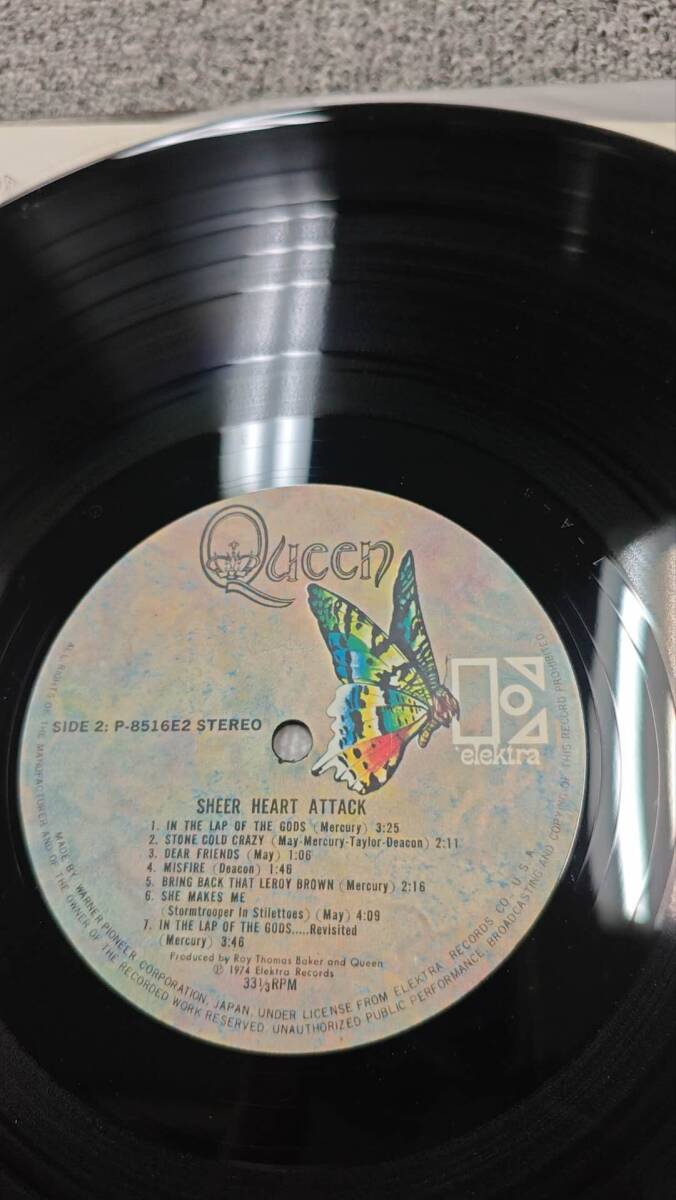 Queen
elektra
SIDE 2: P-8516E2 STEREO
SHEER HEART ATTACK
1. IN THE LAP OF THE GODS (Mercury) 3:25
2. STONE COLD CRAZY (May-Mercury-Taylor-Deacon) 2:11
3. DEAR FRIENDS (May) 1:06
4. MISFIRE (Deacon) 1:46
5. BRING BACK THAT LEROY BROWN (Mercury) 2:16
6. SHE MAKES ME
(Stormtrooper In Stilettoes) (May) 4:09
7. IN THE LAP OF THE GODS.....Revisited
(Mercury) 3:46
Produced by Roy Thomas Baker and Queen
Ⓟ 1974 Elektra Records
33⅓RPM
MADE BY WARNER PIONEER CORPORATION, JAPAN, UNDER LICENSE FROM ELEKTRA RECORDS CO., U.S.A.
ALL RIGHTS OF THE MANUFACTURER AND OF THE OWNER OF THE RECORDED WORK RESERVED. UNAUTHORIZED PUBLIC PERFORMANCE, BROADCASTING AND COPYING OF THIS RECORD PROHIBITED